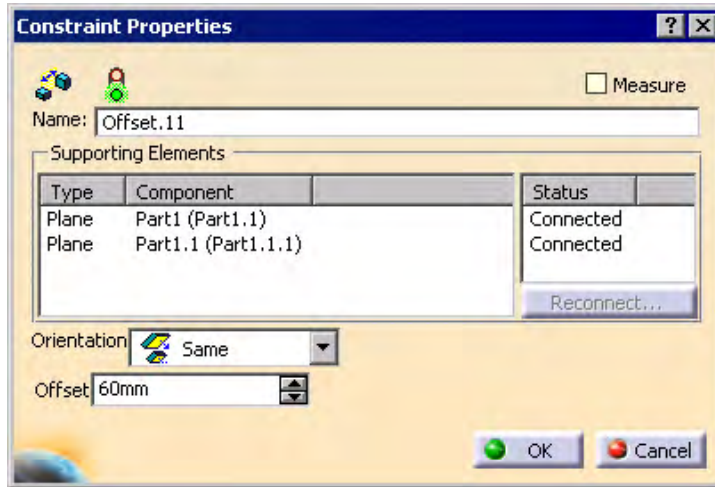 Constraint Properties
Measure
Name: Offset.11
Supporting Elements
Type Component Status
Plane Part1 (Part1.1) Connected
Plane Part1.1 (Part1.1.1) Connected
Reconnect...
Orientation Same
Offset 60mm
OK Cancel